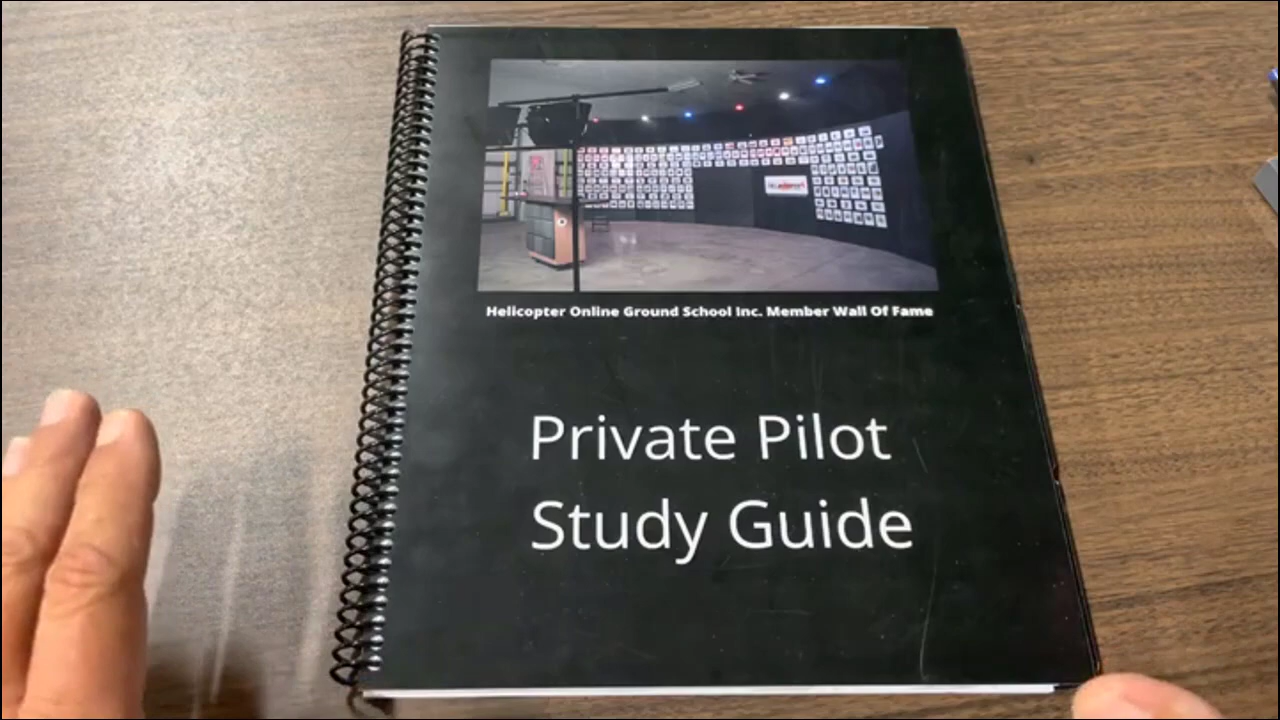 Helicopter Online Ground School Inc. Member Wall Of Fame
Private Pilot
Study Guide